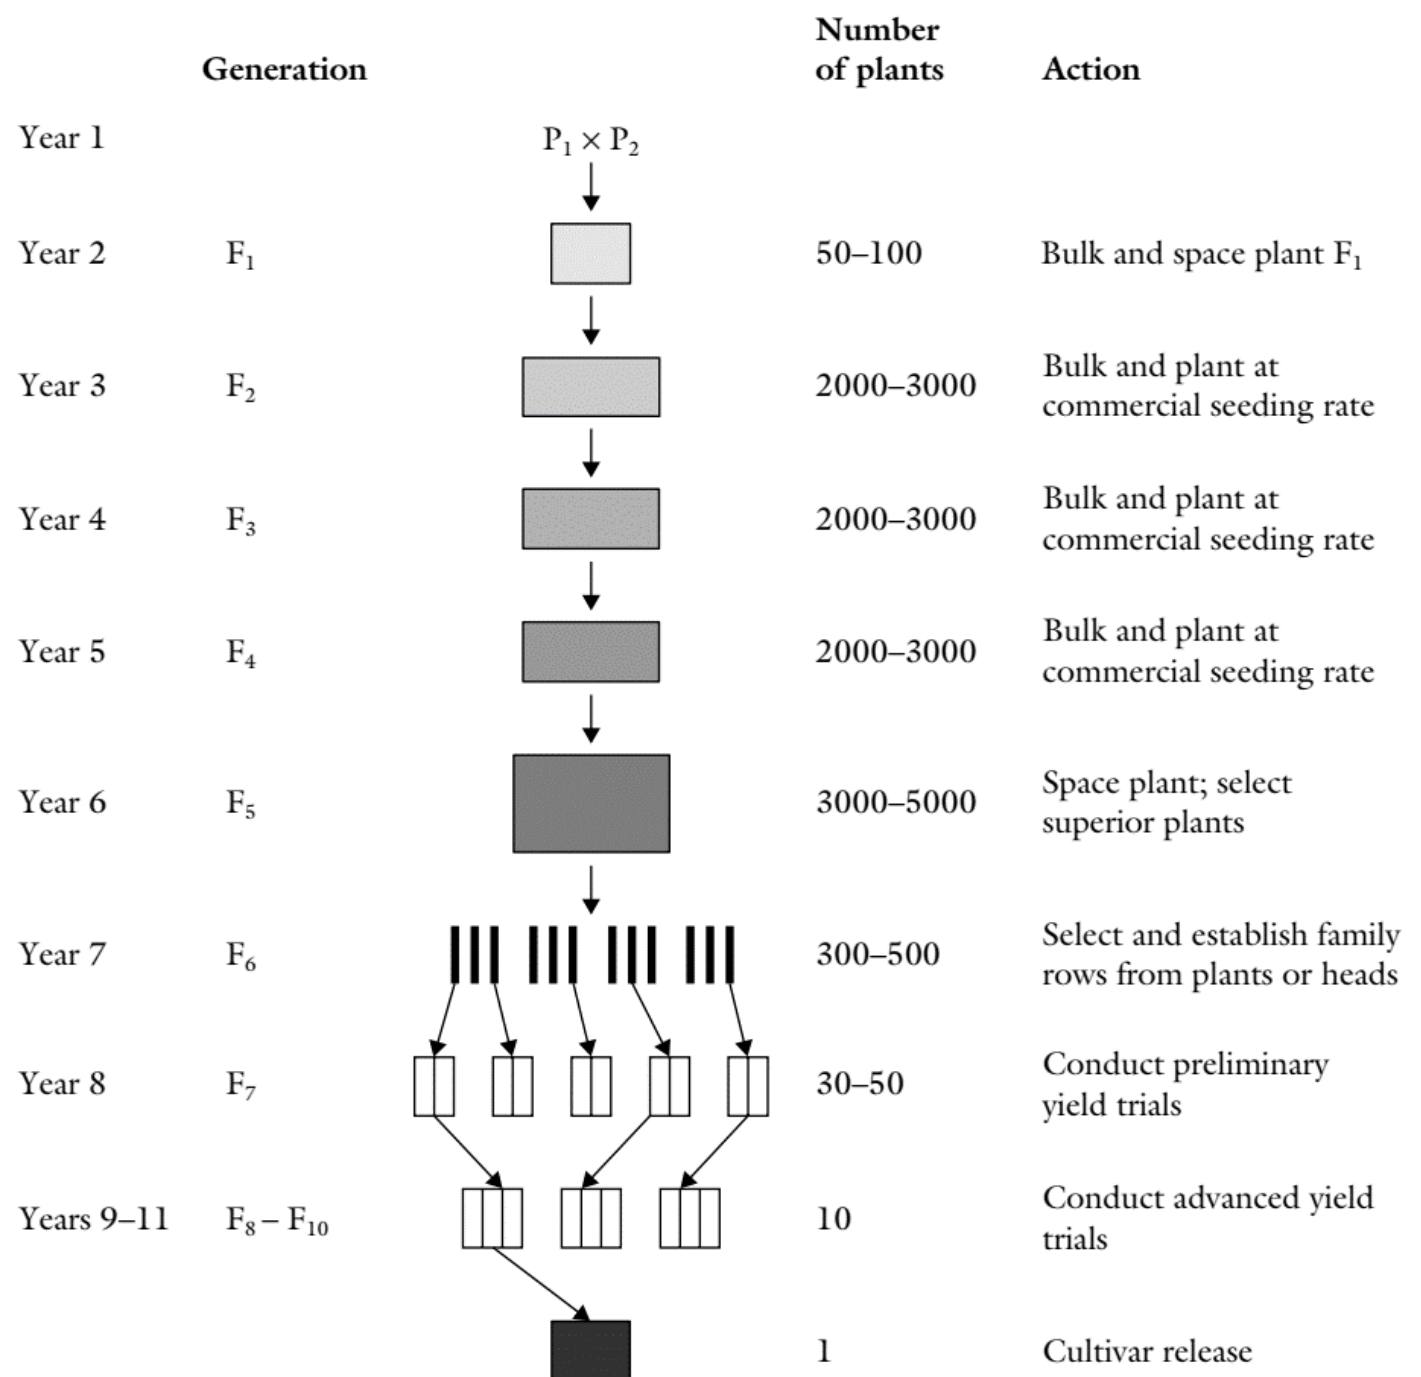 Generation Number of plants Action
Year 1 P₁ × P₂
Year 2 F₁ 50–100 Bulk and space plant F₁
Year 3 F₂ 2000–3000 Bulk and plant at commercial seeding rate
Year 4 F₃ 2000–3000 Bulk and plant at commercial seeding rate
Year 5 F₄ 2000–3000 Bulk and plant at commercial seeding rate
Year 6 F₅ 3000–5000 Space plant; select superior plants
Year 7 F₆ 300–500 Select and establish family rows from plants or heads
Year 8 F₇ 30–50 Conduct preliminary yield trials
Years 9–11 F₈ – F₁₀ 10 Conduct advanced yield trials
1 Cultivar release